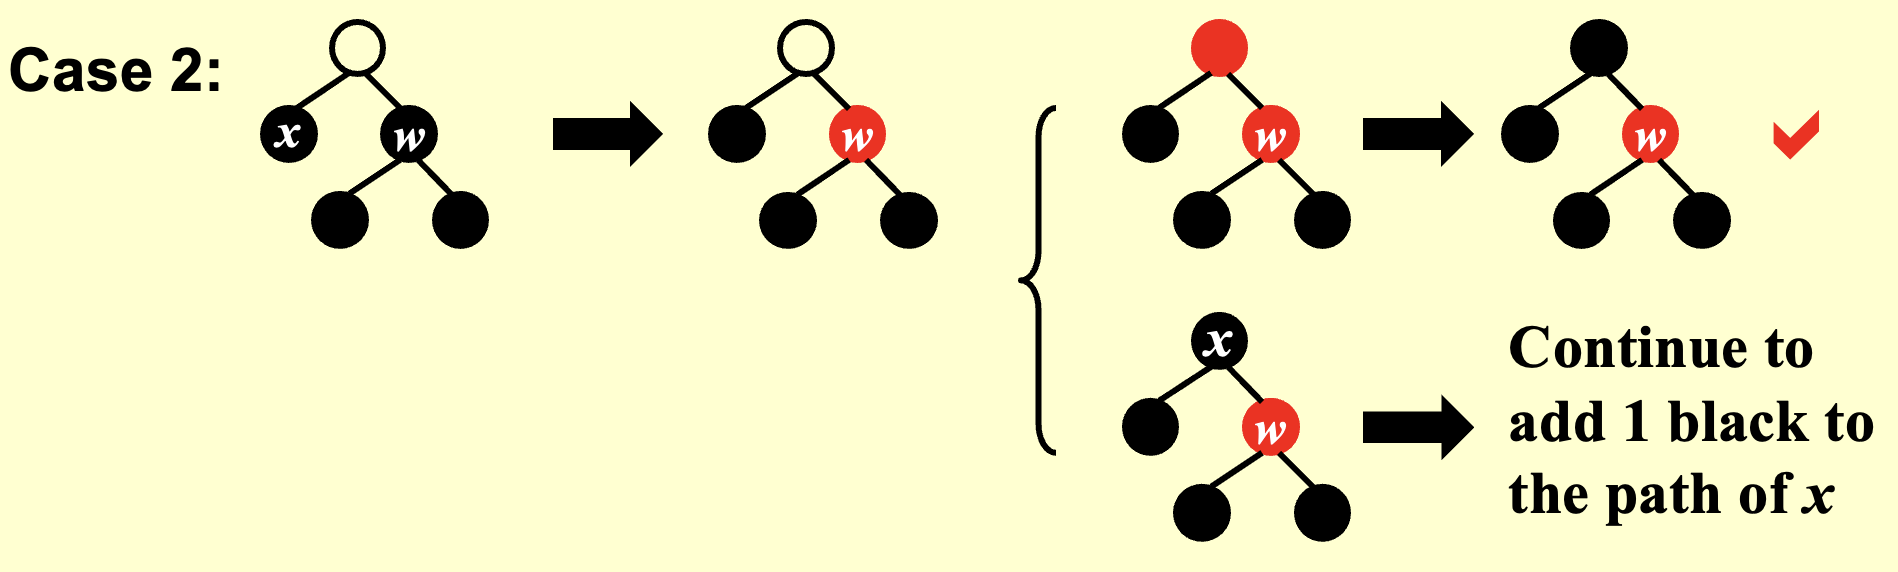 Case 2:
x
w
w
w
w
x
w
Continue to
add 1 black to
the path of x